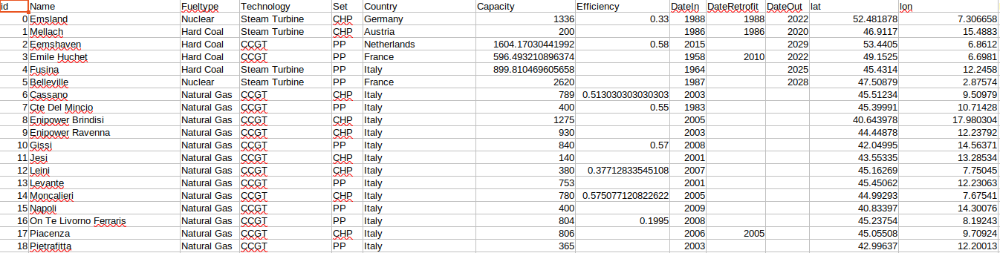 id Name Fueltype Technology Set Country Capacity Efficiency DateIn DateRetrofit DateOut lat lon
0 Emsland Nuclear Steam Turbine CHP Germany 1336 0.33 1988 1988 2022 52.481878 7.306658
1 Mellach Hard Coal Steam Turbine CHP Austria 200 1986 1986 2020 46.9117 15.4883
2 Eemshaven Hard Coal CCGT PP Netherlands 1604.17030441992 0.58 2015 2029 53.4405 6.8612
3 Emile Huchet Hard Coal CCGT PP France 596.493210896374 1958 2010 2022 49.1525 6.6981
4 Fusina Hard Coal Steam Turbine PP Italy 899.810469605658 1964 2025 45.4314 12.2458
5 Belleville Nuclear Steam Turbine PP France 2620 1987 2028 47.50879 2.87574
6 Cassano Natural Gas CCGT CHP Italy 789 0.513030303030303 2003 45.51234 9.50979
7 Cte Del Mincio Natural Gas CCGT PP Italy 400 0.55 1983 45.39991 10.71428
8 Enipower Brindisi Natural Gas CCGT CHP Italy 1275 2005 40.643978 17.980304
9 Enipower Ravenna Natural Gas CCGT CHP Italy 930 2003 44.44878 12.23792
10 Gissi Natural Gas CCGT PP Italy 840 0.57 2008 42.04995 14.56371
11 Jesi Natural Gas CCGT CHP Italy 140 2001 43.55335 13.28534
12 Leini Natural Gas CCGT CHP Italy 380 0.37712833545108 2007 45.16269 7.75045
13 Levante Natural Gas CCGT PP Italy 753 2001 45.45062 12.23063
14 Moncalieri Natural Gas CCGT CHP Italy 780 0.575077120822622 2005 44.99293 7.67541
15 Napoli Natural Gas CCGT PP Italy 400 2009 40.83397 14.30076
16 On Te Livorno Ferraris Natural Gas CCGT PP Italy 804 0.1995 2008 45.23754 8.19243
17 Piacenza Natural Gas CCGT CHP Italy 806 2006 2005 45.05508 9.70924
18 Pietrafitta Natural Gas CCGT PP Italy 365 2003 42.99637 12.20013